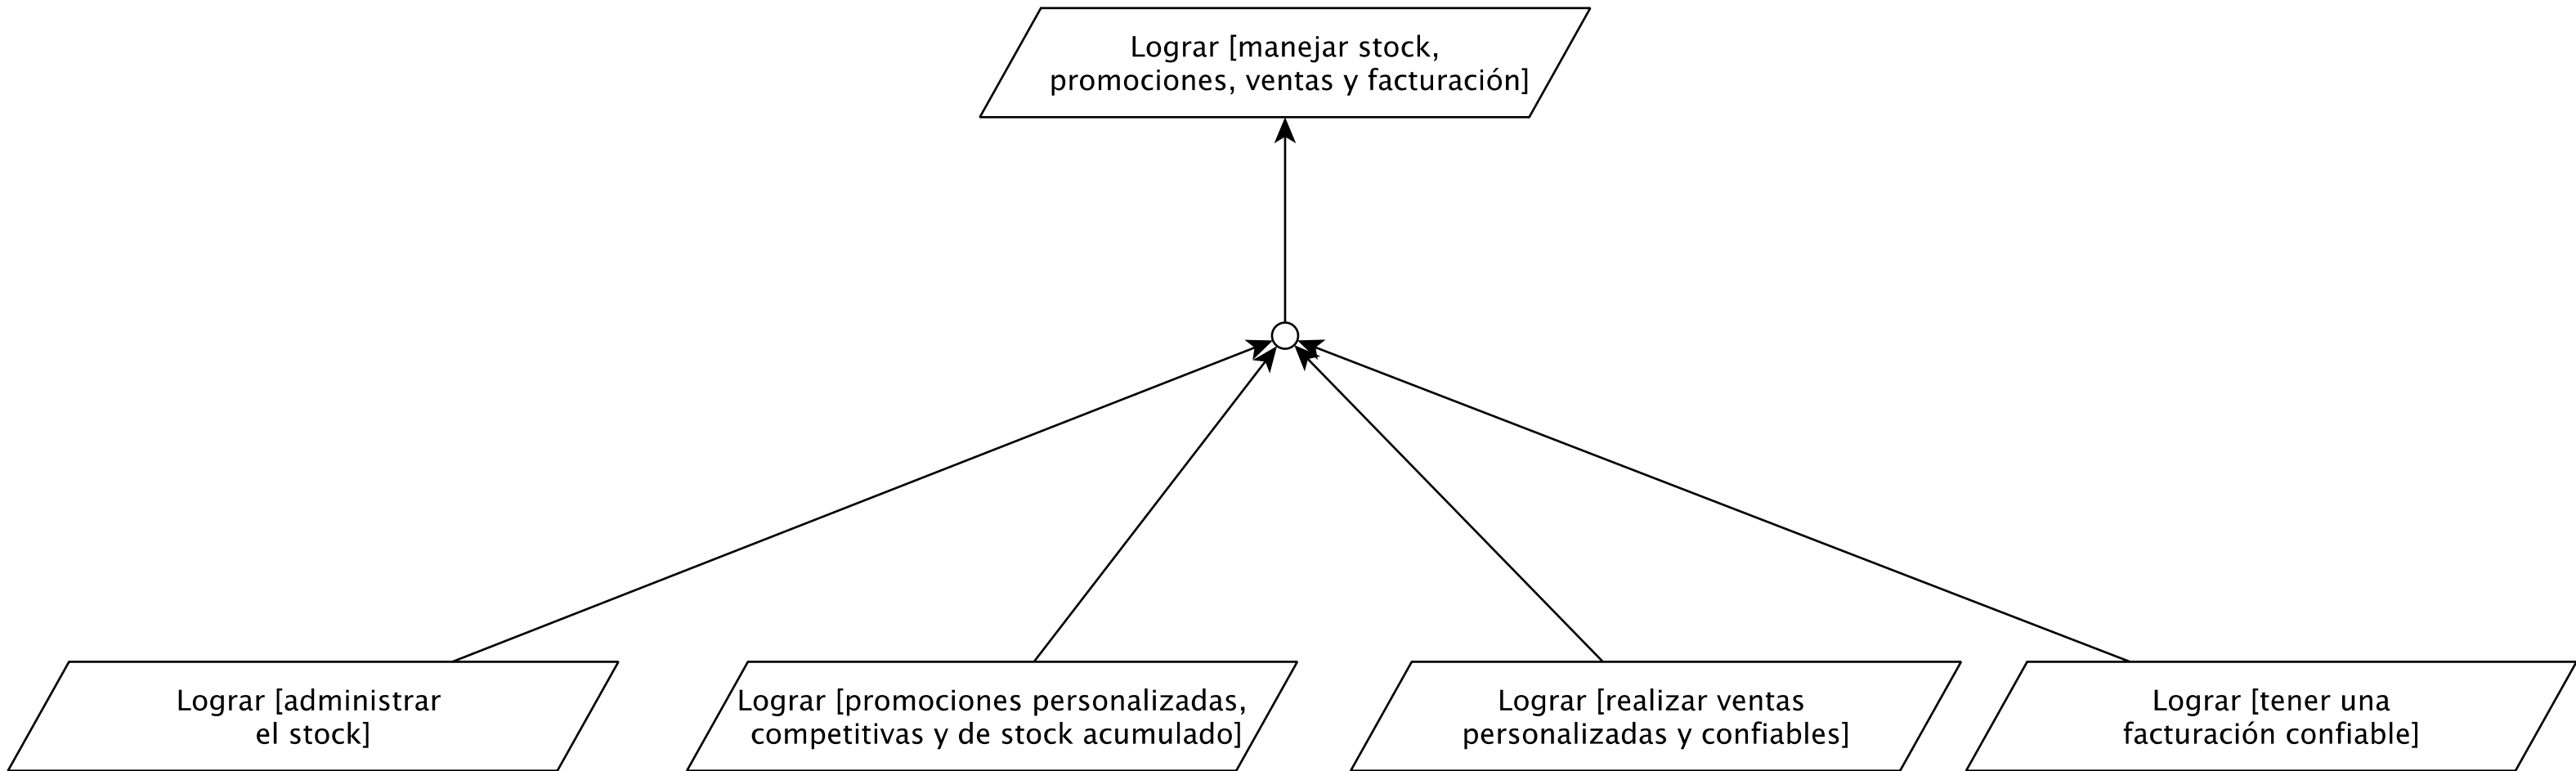 Lograr [manejar stock,
promociones, ventas y facturación]
Lograr [administrar
el stock]
Lograr [promociones personalizadas,
competitivas y de stock acumulado]
Lograr [realizar ventas
personalizadas y confiables]
Lograr [tener una
facturación confiable]